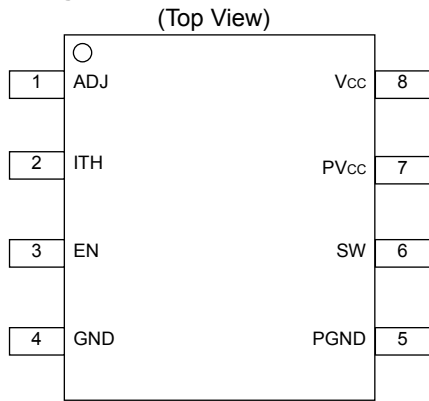 (Top View)
1 ADJ Vcc 8
2 ITH PVcc 7
3 EN SW 6
4 GND PGND 5